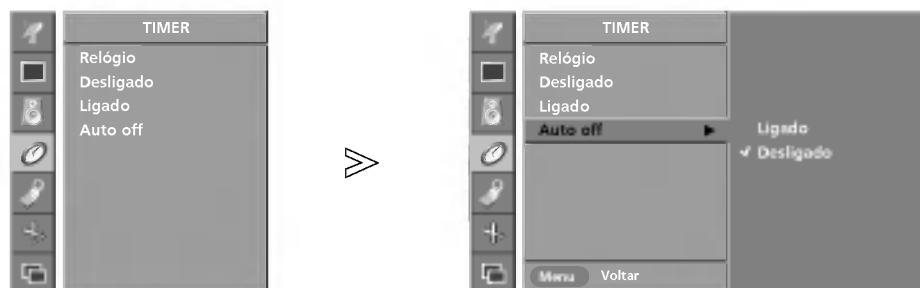 TIMER
Relógio
Desligado
Ligado
Auto off
TIMER
Relógio
Desligado
Ligado
Auto off
Ligado
Desligado
Menu Voltar